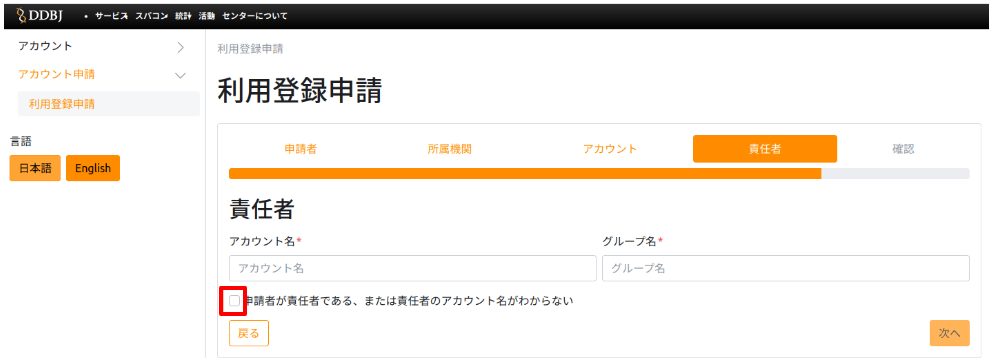 DDBJ
• サービス スパコン 統計 活動 センターについて
アカウント
アカウント申請
利用登録申請
言語
日本語 English
利用登録申請
利用登録申請
申請者 所属機関 アカウント 責任者 確認
責任者
アカウント名* グループ名*
アカウント名 グループ名
申請者が責任者である、または責任者のアカウント名がわからない
戻る 次へ